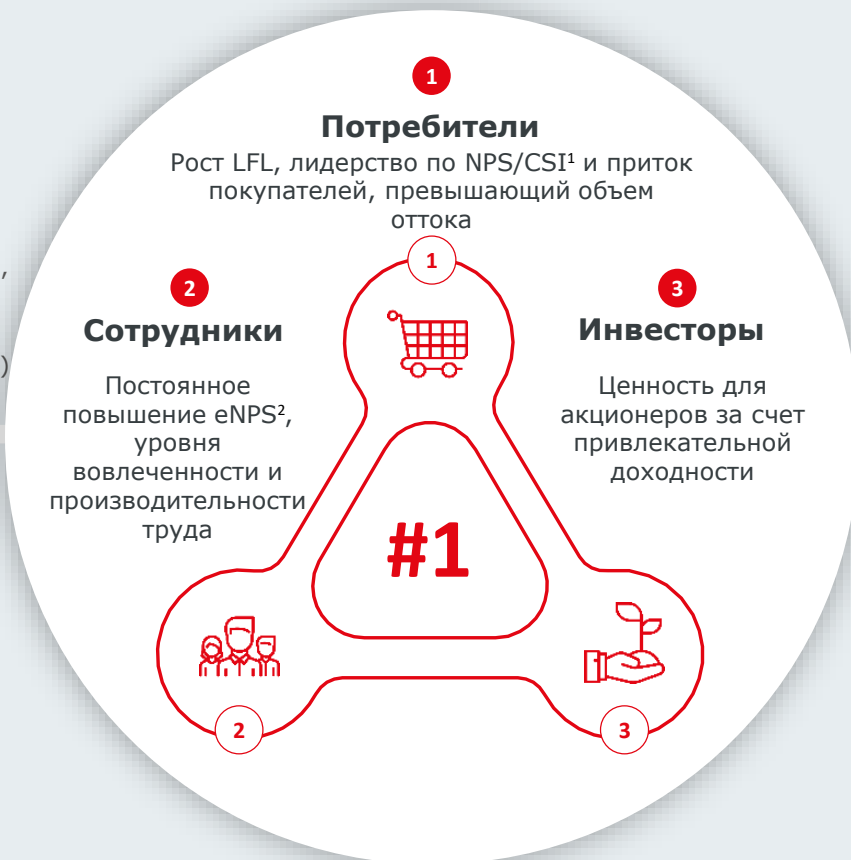 1
Потребители
Рост LFL, лидерство по NPS/CSI¹ и приток
покупателей, превышающий объем
оттока
1
,
)
2
Сотрудники
Постоянное
повышение eNPS²,
уровня
вовлеченности и
производительности
труда
3
Инвесторы
Ценность для
акционеров за счет
привлекательной
доходности
#1
2
3